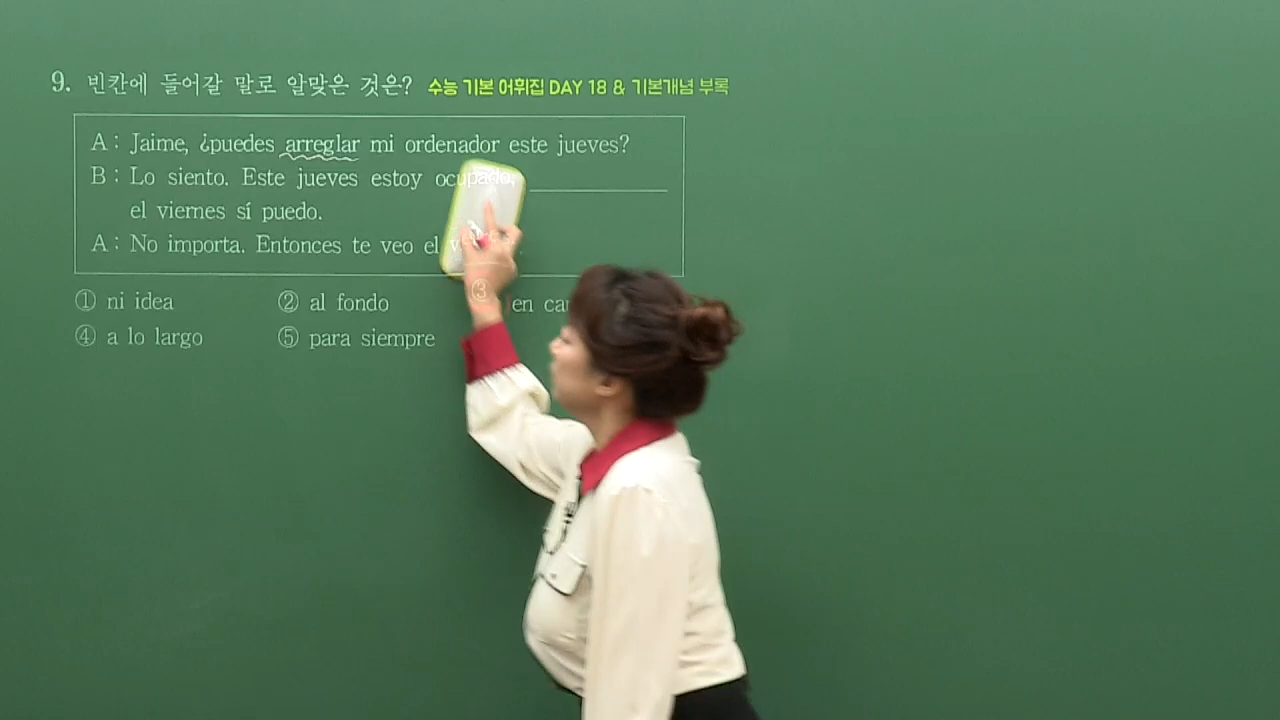 9. 빈칸에 들어갈 말로 알맞은 것은? 수능 기본 어휘집 DAY 18 & 기본개념 부록
A : Jaime, ¿puedes arreglar mi ordenador este jueves?
B : Lo siento. Este jueves estoy ocupado,
el viernes sí puedo.
A : No importa. Entonces te veo el
① ni idea ② al fondo ③ en
④ a lo largo ⑤ para siempre